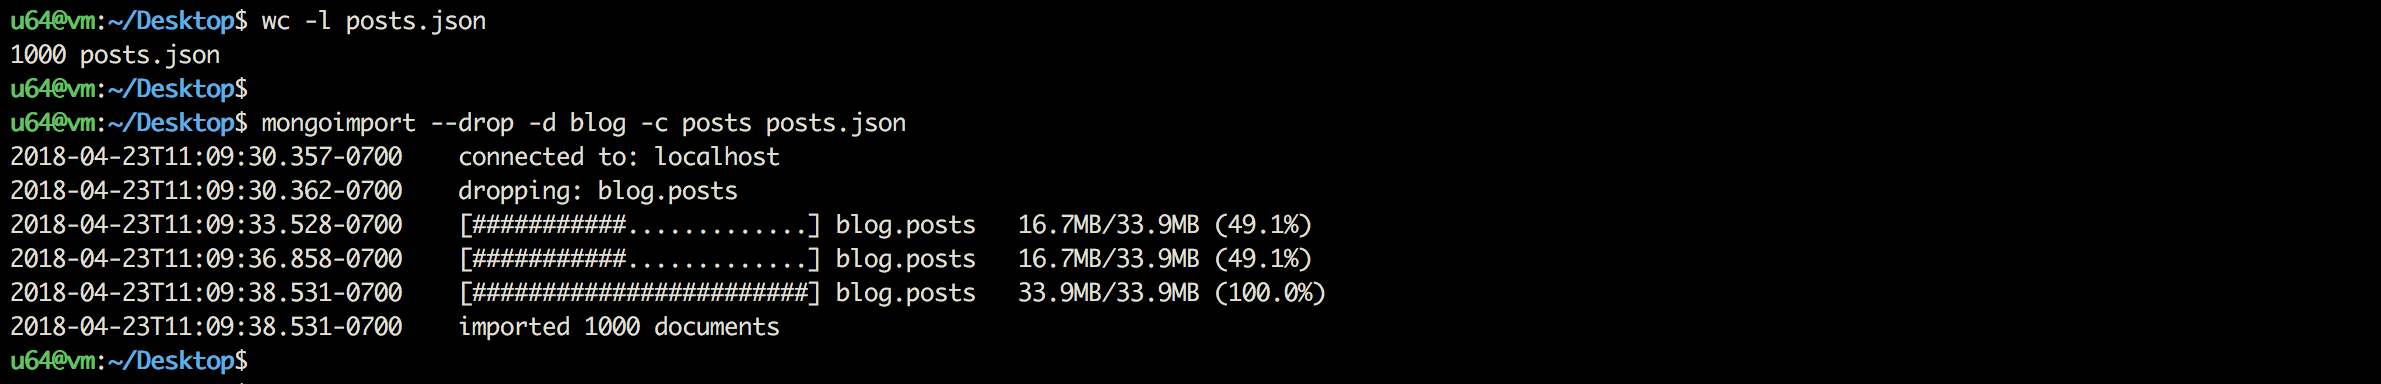 u64@vm:~/Desktop$ wc -l posts.json
1000 posts.json
u64@vm:~/Desktop$
u64@vm:~/Desktop$ mongoimport --drop -d blog -c posts posts.json
2018-04-23T11:09:30.357-0700    connected to: localhost
2018-04-23T11:09:30.362-0700    dropping: blog.posts
2018-04-23T11:09:33.528-0700    [###########.............] blog.posts   16.7MB/33.9MB (49.1%)
2018-04-23T11:09:36.858-0700    [###########.............] blog.posts   16.7MB/33.9MB (49.1%)
2018-04-23T11:09:38.531-0700    [########################] blog.posts   33.9MB/33.9MB (100.0%)
2018-04-23T11:09:38.531-0700    imported 1000 documents
u64@vm:~/Desktop$